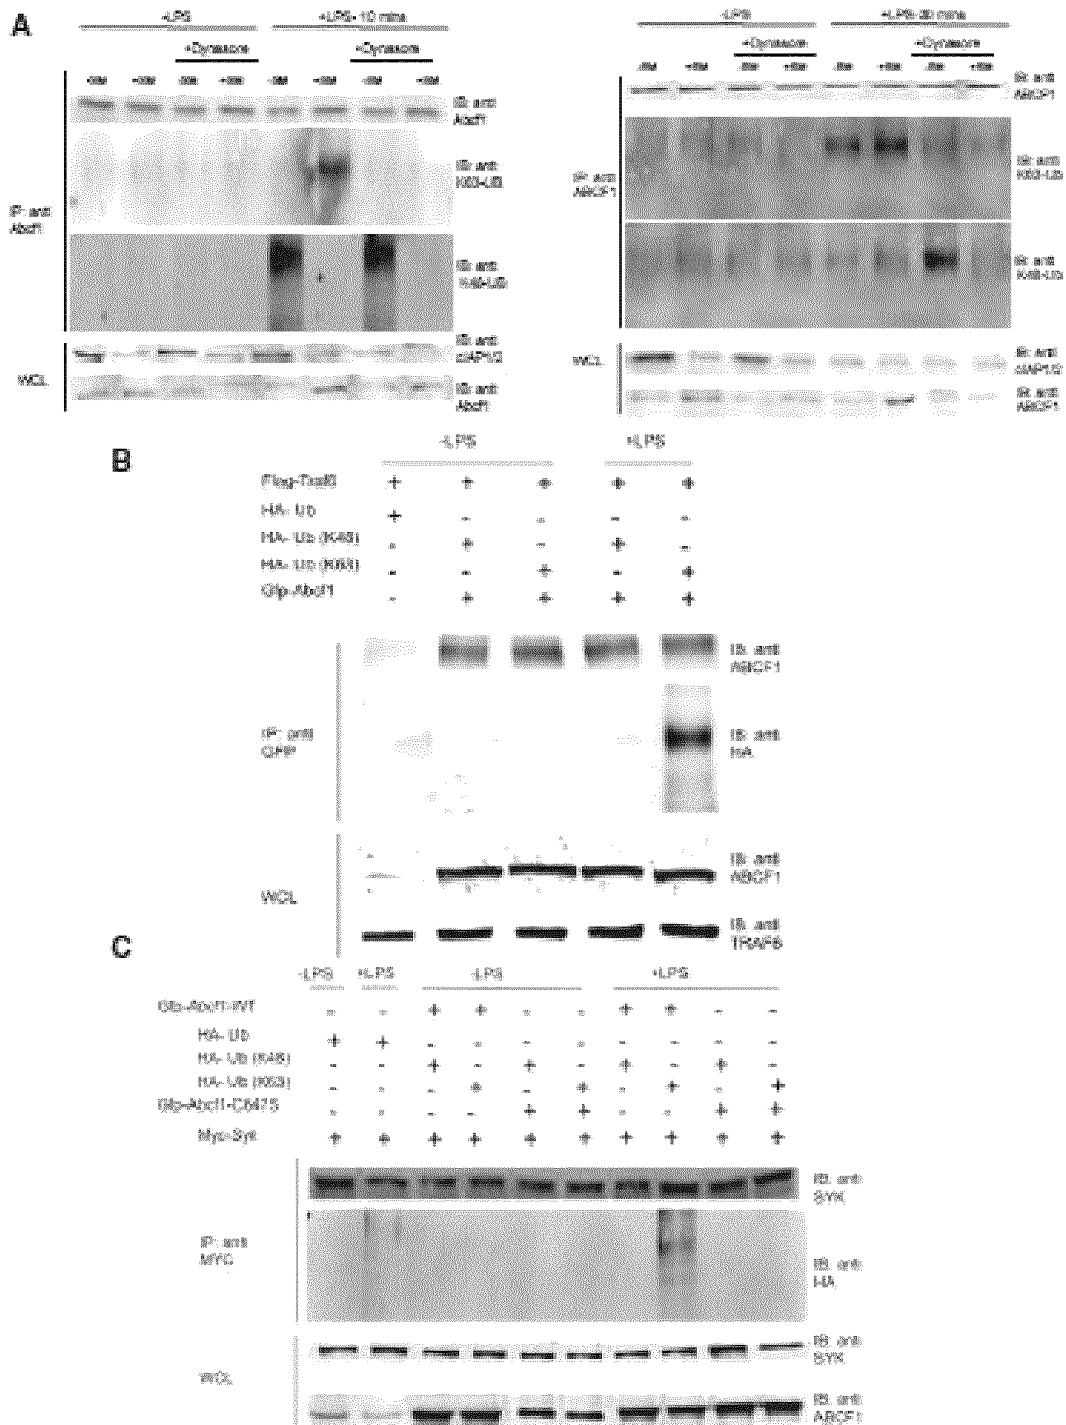 A
-LPS
+LPS- 10 mins
+Dynasore
+Dynasore
IB: anti
Abcf1
IB: anti
K63-Ub
IP: anti
Abcf1
IB: anti
K48-Ub
WCL
IB: anti
cIAP1/2
IB: anti
Abcf1
-LPS
+LPS-30 mins
+Dynasore
+Dynasore
IB: anti
ABCF1
IP: anti
ABCF1
IB: anti
K63-Ub
IB: anti
K48-Ub
WCL
IB: anti
cIAP1/2
IB: anti
ABCF1
B
-LPS
+LPS
Flag-Traf6 + + + + +
HA- Ub + - - - -
HA- Ub (K48) - + - + -
HA- Ub (K63) - - + - +
Gfp-Abcf1 - + + + +
IB: anti
ABCF1
IP: anti
GFP
IB: anti
HA
WCL
IB: anti
ABCF1
IB: anti
TRAF6
C
-LPS
+LPS
-LPS
+LPS
Gfp-Abcf1-WT - - + + - - + + - -
HA- Ub + + - - - - - - - -
HA- Ub (K48) - - + - + - + - + -
HA- Ub (K63) - - - + - + - + - +
Myc-Syk + + + + + + + + + +
IB: anti
SYK
IP: anti
MYC
IB: anti
HA
WCL
IB: anti
SYK
IB: anti
ABCF1